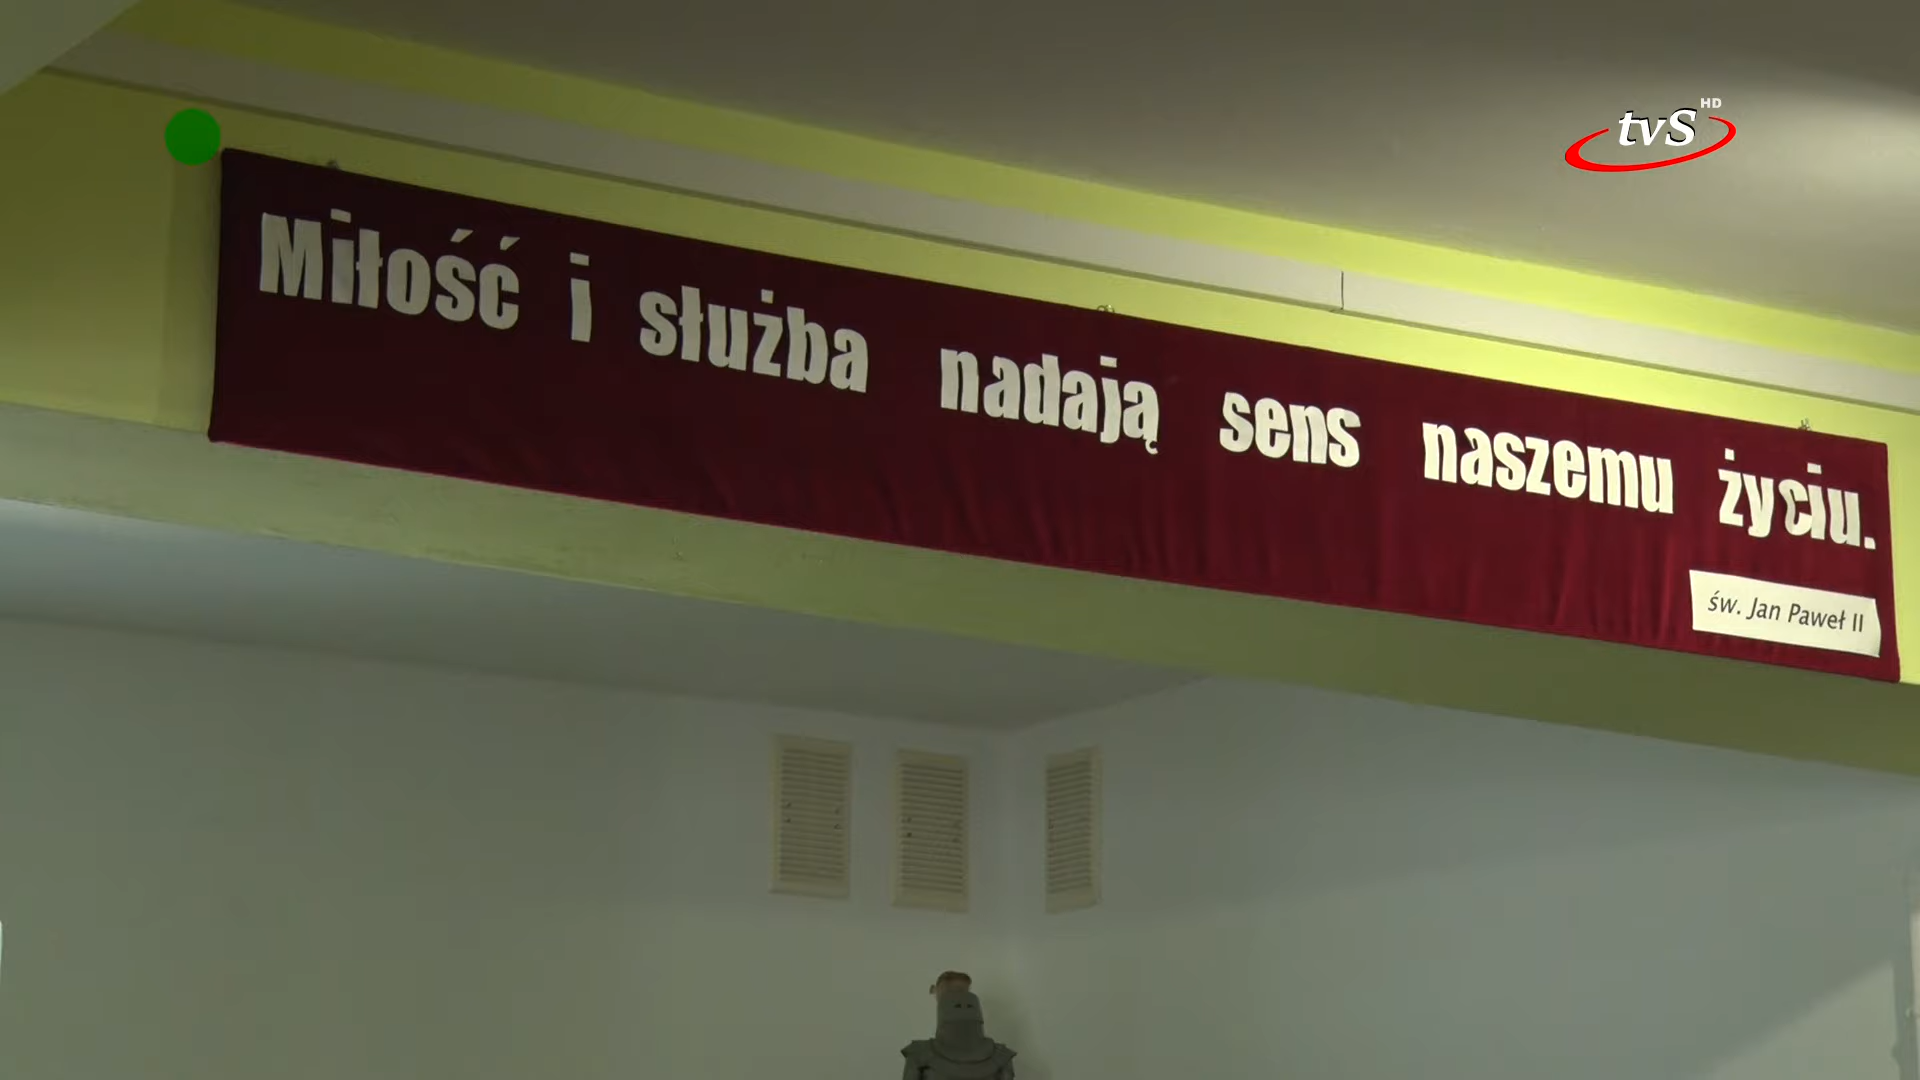 tvS HD
Miłość i służba nadają sens naszemu życiu.
św. Jan Paweł II